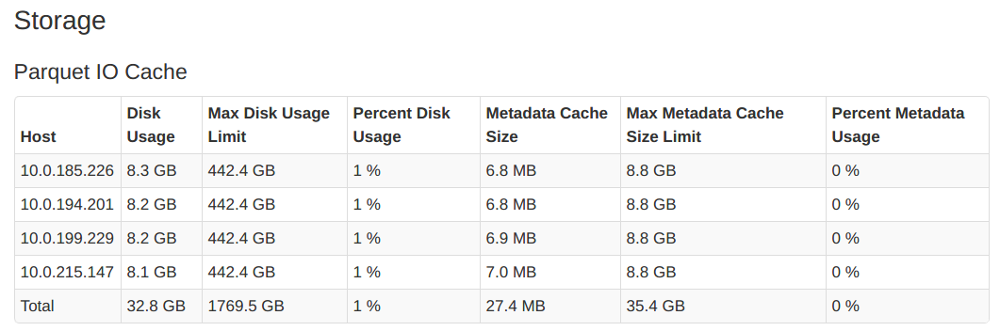 Storage
Parquet IO Cache
Host Disk Usage Max Disk Usage Limit Percent Disk Usage Metadata Cache Size Max Metadata Cache Size Limit Percent Metadata Usage
10.0.185.226 8.3 GB 442.4 GB 1 % 6.8 MB 8.8 GB 0 %
10.0.194.201 8.2 GB 442.4 GB 1 % 6.8 MB 8.8 GB 0 %
10.0.199.229 8.2 GB 442.4 GB 1 % 6.9 MB 8.8 GB 0 %
10.0.215.147 8.1 GB 442.4 GB 1 % 7.0 MB 8.8 GB 0 %
Total 32.8 GB 1769.5 GB 1 % 27.4 MB 35.4 GB 0 %